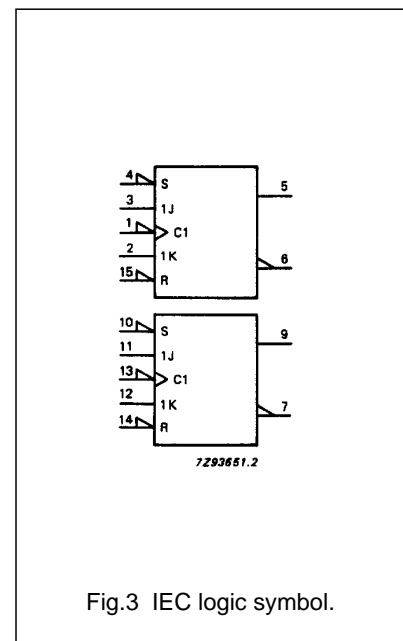 4 S 5
3 1J
1 C1
2 1K 6
15 R
10 S 9
11 1J
13 C1
12 1K 7
14 R
7Z93651.2
Fig.3 IEC logic symbol.